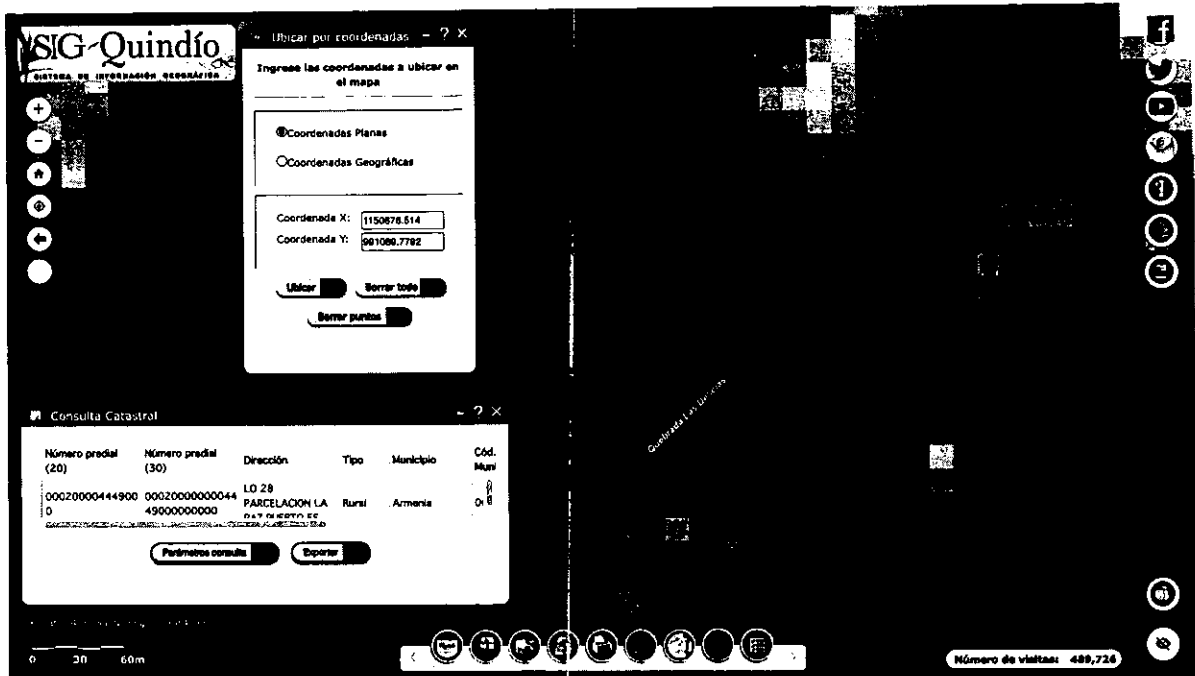 SIG-Quindío
SISTEMA DE INFORMACIÓN GEOGRÁFICA
Ubicar por coordenadas - ? ×
Ingrese las coordenadas a ubicar en
el mapa
Coordenadas Planas
Coordenadas Geográficas
Coordenada X: 1150676.514
Coordenada Y: 991089.7792
Ubicar Borrar todo
Borrar puntos
Quebrada Las
Consulta Catastral - ? ×
Número predial Número predial Dirección Tipo Municipio Cód.
(20) (30) Muni
LO 28
00020000444900 00020000000044 PARCELACION LA Rural Armenia
0 49000000000
Parámetros consulta Exportar
0 30 60m
Número de visitas: 489,726